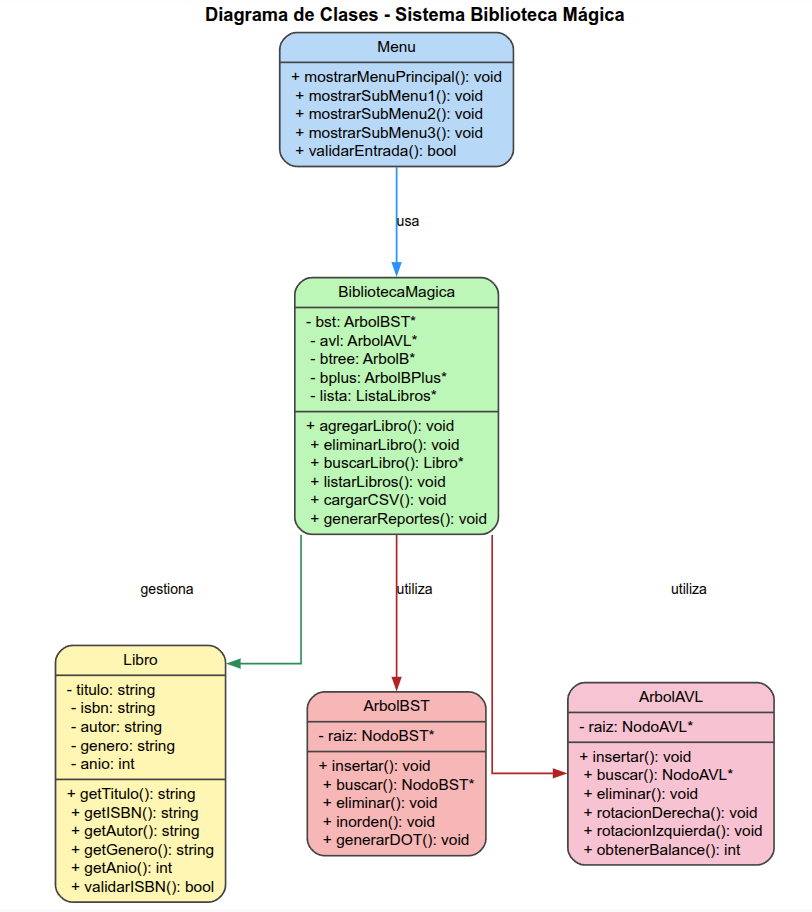 Diagrama de Clases - Sistema Biblioteca Mágica
Menu
+ mostrarMenuPrincipal(): void
+ mostrarSubMenu1(): void
+ mostrarSubMenu2(): void
+ mostrarSubMenu3(): void
+ validarEntrada(): bool
usa
BibliotecaMagica
- bst: ArbolBST*
- avl: ArbolAVL*
- btree: ArbolB*
- bplus: ArbolBPlus*
- lista: ListaLibros*
+ agregarLibro(): void
+ eliminarLibro(): void
+ buscarLibro(): Libro*
+ listarLibros(): void
+ cargarCSV(): void
+ generarReportes(): void
gestiona
utiliza
utiliza
Libro
- titulo: string
- isbn: string
- autor: string
- genero: string
- anio: int
+ getTitulo(): string
+ getISBN(): string
+ getAutor(): string
+ getGenero(): string
+ getAnio(): int
+ validarISBN(): bool
ArbolBST
- raiz: NodoBST*
+ insertar(): void
+ buscar(): NodoBST*
+ eliminar(): void
+ inorden(): void
+ generarDOT(): void
ArbolAVL
- raiz: NodoAVL*
+ insertar(): void
+ buscar(): NodoAVL*
+ eliminar(): void
+ rotacionDerecha(): void
+ rotacionIzquierda(): void
+ obtenerBalance(): int